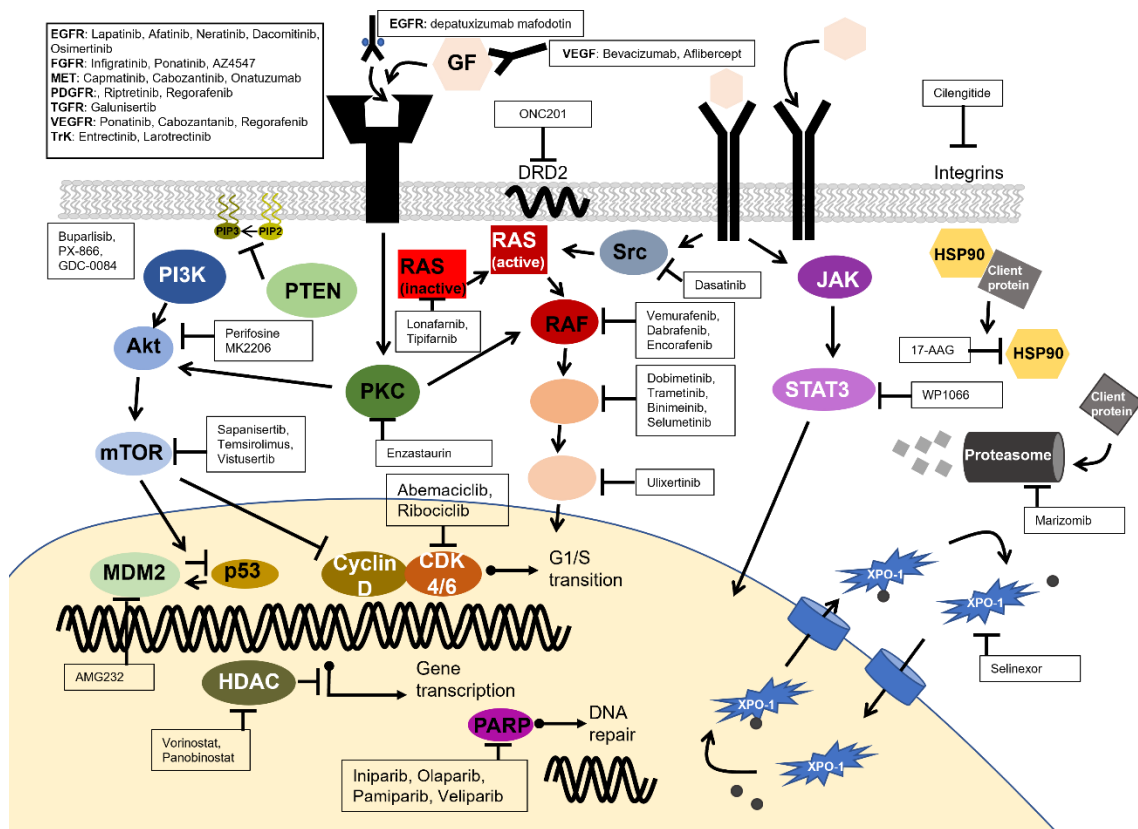 EGFR: Lapatinib, Afatinib, Neratinib, Dacomitinib,
Osimertinib
FGFR: Infigratinib, Ponatinib, AZ4547
MET: Capmatinib, Cabozantinib, Onatuzumab
PDGFR:, Riptretinib, Regorafenib
TGFR: Galunisertib
VEGFR: Ponatinib, Cabozantanib, Regorafenib
TrK: Entrectinib, Larotrectinib
EGFR: depatuxizumab mafodotin
GF
VEGF: Bevacizumab, Aflibercept
ONC201
DRD2
Cilengitide
Integrins
PIP3
PIP2
Buparlisib,
PX-866,
GDC-0084
PI3K
PTEN
RAS
(inactive)
RAS
(active)
Src
Dasatinib
JAK
HSP90
Client
protein
Lonafarnib,
Tipifarnib
Perifosine
MK2206
Akt
RAF
Vemurafenib,
Dabrafenib,
Encorafenib
17-AAG
HSP90
PKC
Dobimetinib,
Trametinib,
Binimeinib,
Selumetinib
STAT3
WP1066
Client
protein
mTOR
Sapanisertib,
Temsirolimus,
Vistusertib
Enzastaurin
Proteasome
Ulixertinib
Marizomib
Abemaciclib,
Ribociclib
MDM2
p53
Cyclin
D
CDK
4/6
G1/S
transition
XPO-1
XPO-1
Selinexor
AMG232
HDAC
Gene
transcription
PARP
DNA
repair
XPO-1
XPO-1
Vorinostat,
Panobinostat
Iniparib, Olaparib,
Pamiparib, Veliparib